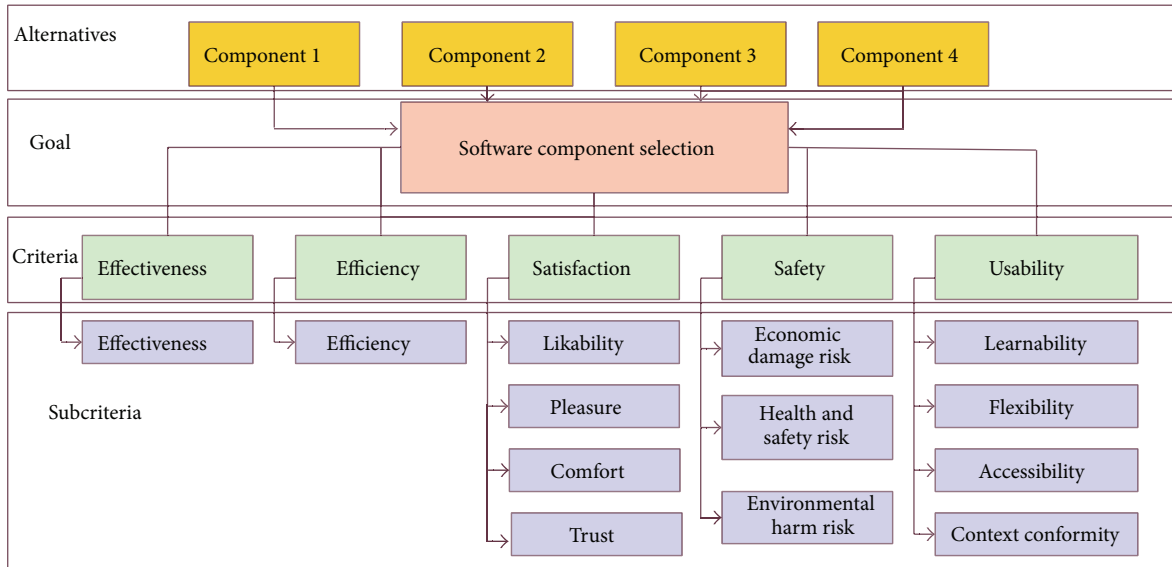 Alternatives
Component 1
Component 2
Component 3
Component 4
Goal
Software component selection
Criteria
Effectiveness
Efficiency
Satisfaction
Safety
Usability
Subcriteria
Effectiveness
Efficiency
Likability
Pleasure
Comfort
Trust
Economic
damage risk
Health and
safety risk
Environmental
harm risk
Learnability
Flexibility
Accessibility
Context conformity